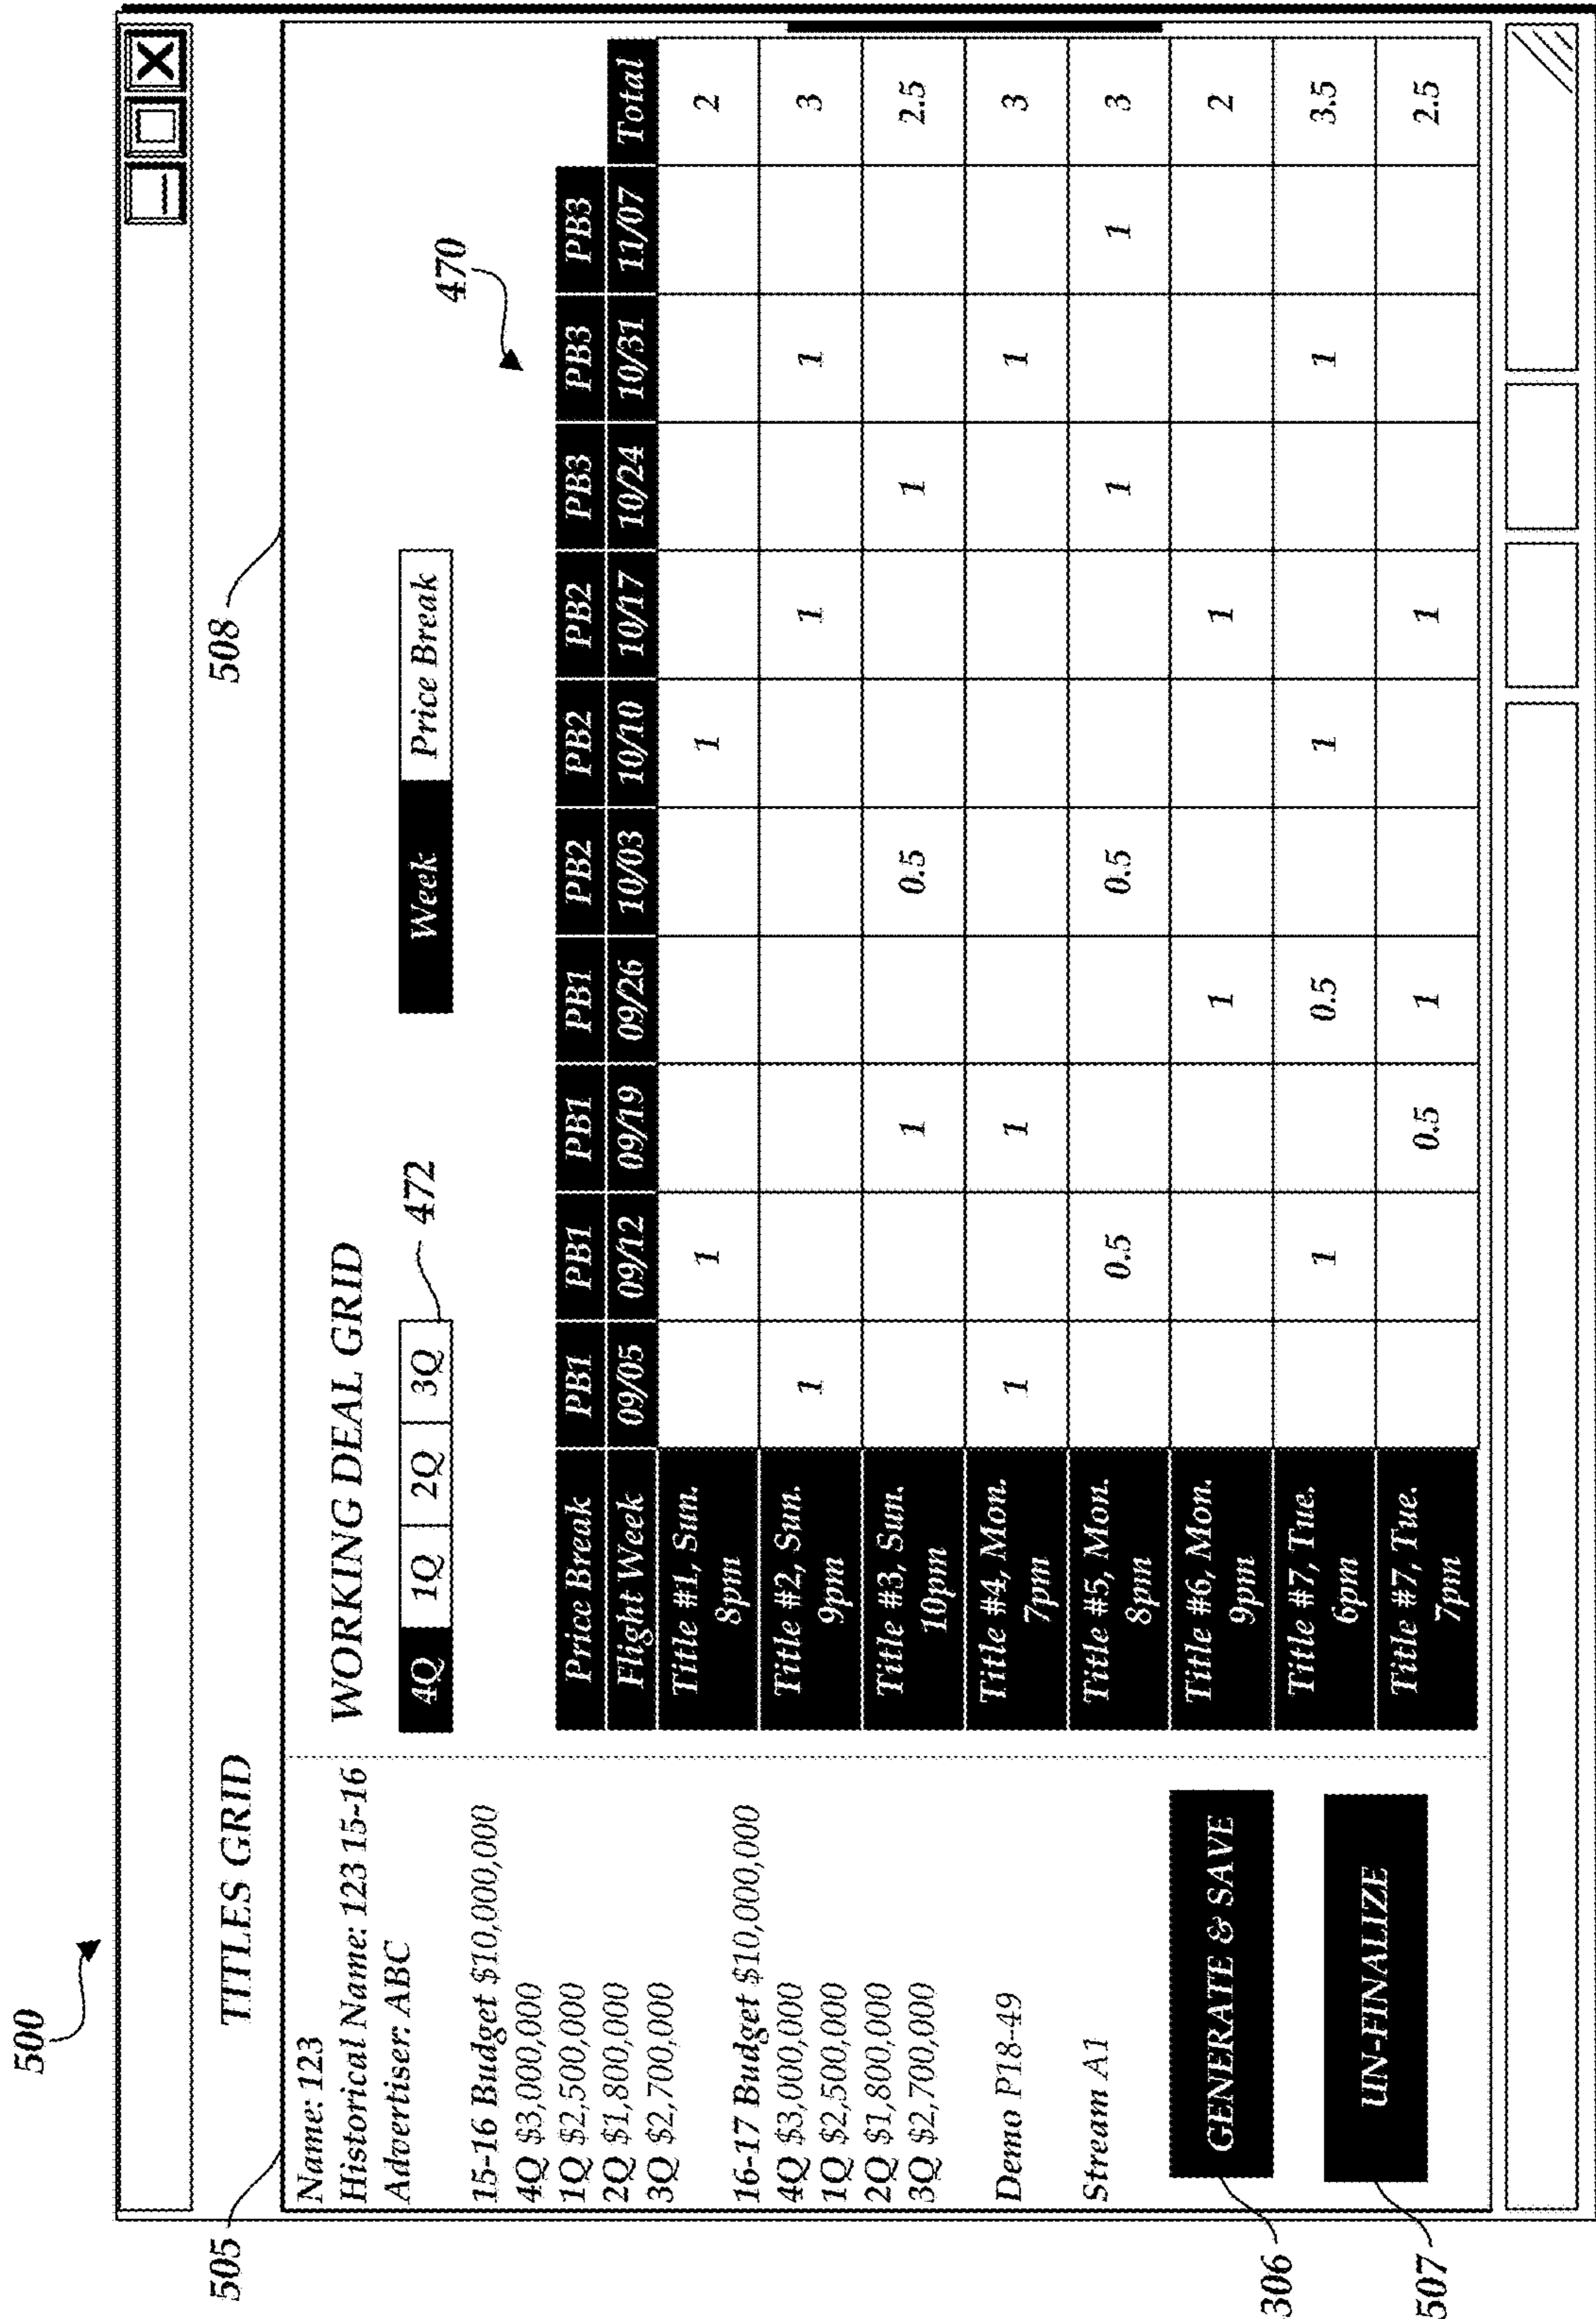 500
TITLES GRID
505
508
Name: 123
Historical Name: 123 15-16
Advertiser: ABC
15-16 Budget $10,000,000
4Q $3,000,000
1Q $2,500,000
2Q $1,800,000
3Q $2,700,000
16-17 Budget $10,000,000
4Q $3,000,000
1Q $2,500,000
2Q $1,800,000
3Q $2,700,000
Demo P18-49
Stream A1
GENERATE & SAVE
306
UN-FINALIZE
507
WORKING DEAL GRID
4Q 1Q 2Q 3Q
472
Week Price Break
470
Price Break PB1 PB1 PB1 PB1 PB2 PB2 PB2 PB3 PB3 PB3
Flight Week 09/05 09/12 09/19 09/26 10/03 10/10 10/17 10/24 10/31 11/07 Total
Title #1, Sun. 1 1 2
8pm
Title #2, Sun. 1 1 1 3
9pm
Title #3, Sun. 1 0.5 1 2.5
10pm
Title #4, Mon. 1 1 1 3
7pm
Title #5, Mon. 0.5 0.5 1 1 3
8pm
Title #6, Mon. 1 1 2
9pm
Title #7, Tue. 1 0.5 1 1 3.5
6pm
Title #7, Tue. 0.5 1 1 2.5
7pm